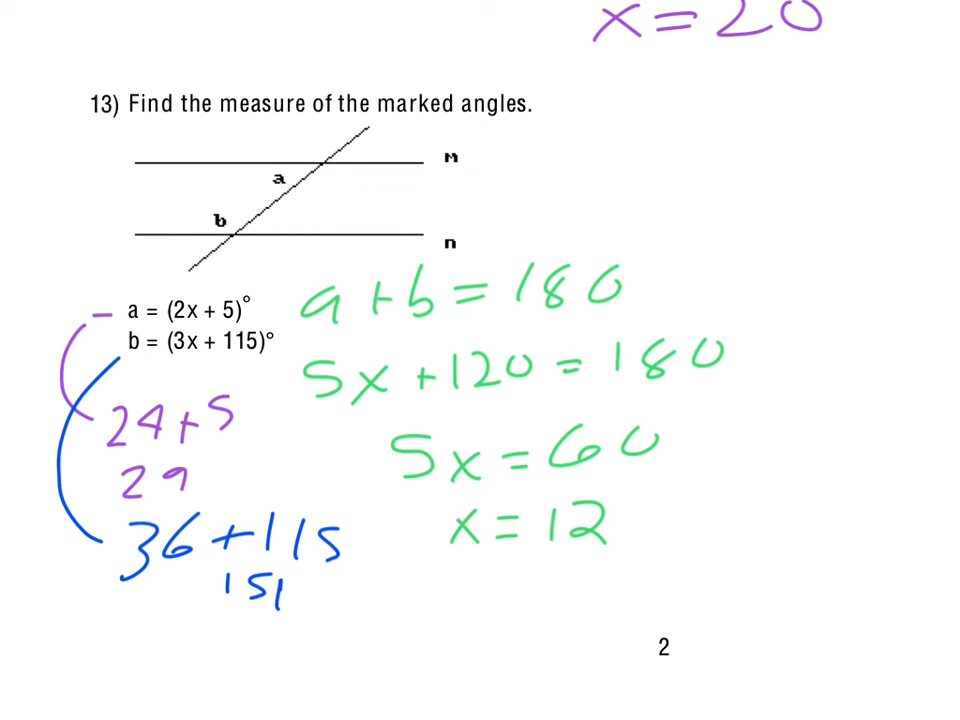 x=20
13) Find the measure of the marked angles.
M
a
b
n
a = (2x + 5)°
b = (3x + 115)°
a+b=180
5x+120=180
5x=60
x=12
24+5
29
36+115
151
2